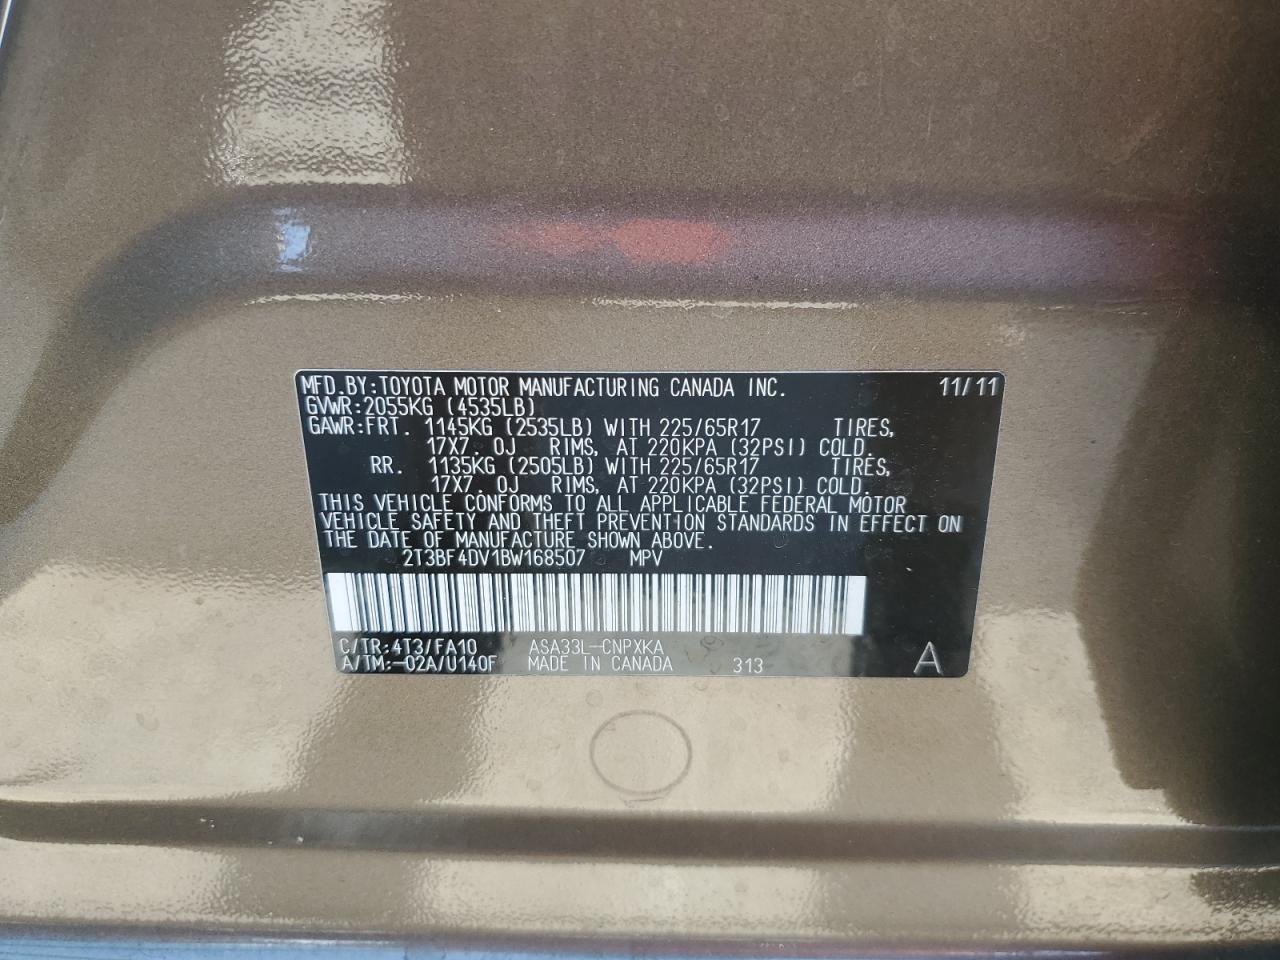 MFD.BY:TOYOTA MOTOR MANUFACTURING CANADA INC. 11/11
GVWR:2055KG (4535LB)
GAWR:FRT. 1145KG (2535LB) WITH 225/65R17 TIRES,
17X7. 0J RIMS, AT 220KPA (32PSI) COLD.
RR. 1135KG (2505LB) WITH 225/65R17 TIRES,
17X7. 0J RIMS, AT 220KPA (32PSI) COLD.
THIS VEHICLE CONFORMS TO ALL APPLICABLE FEDERAL MOTOR
VEHICLE SAFETY AND THEFT PREVENTION STANDARDS IN EFFECT ON
THE DATE OF MANUFACTURE SHOWN ABOVE.
2T3BF4DV1BW168507 MPV
C/TR:4T3/FA10 ASA33L-CNPXKA
A/TM:-02A/U140F MADE IN CANADA 313 A